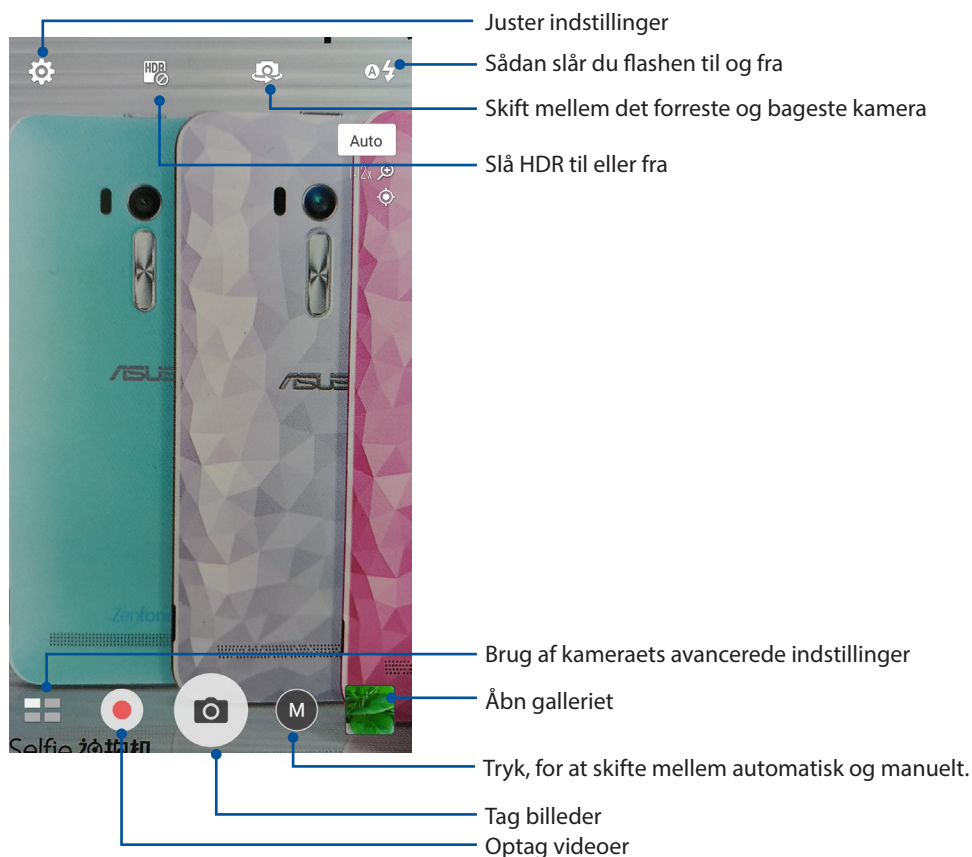 Juster indstillinger
Sådan slår du flashen til og fra
HDR
A
Skift mellem det forreste og bageste kamera
Auto
Slå HDR til eller fra
ASUS
ASUS
Zenfone
Brug af kameraets avancerede indstillinger
Åbn galleriet
M
Selfie
Tryk, for at skifte mellem automatisk og manuelt.
Tag billeder
Optag videoer